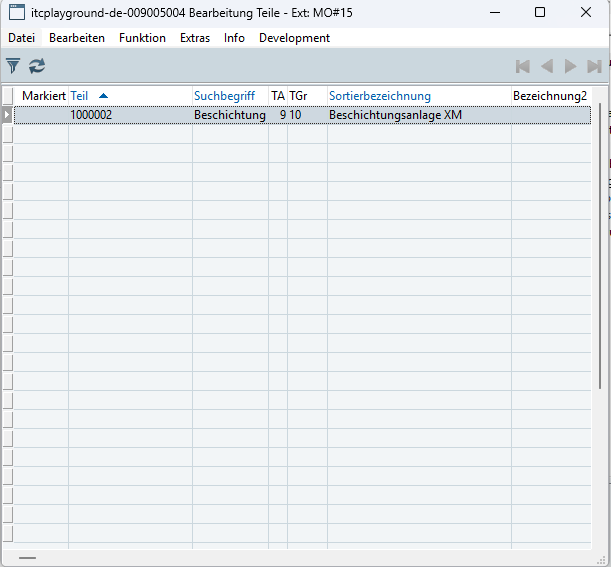 itcplayground-de-009005004 Bearbeitung Teile - Ext: MO#15
Datei Bearbeiten Funktion Extras Info Development
Markiert Teil Suchbegriff TA TGr Sortierbezeichnung Bezeichnung2
1000002 Beschichtung 9 10 Beschichtungsanlage XM